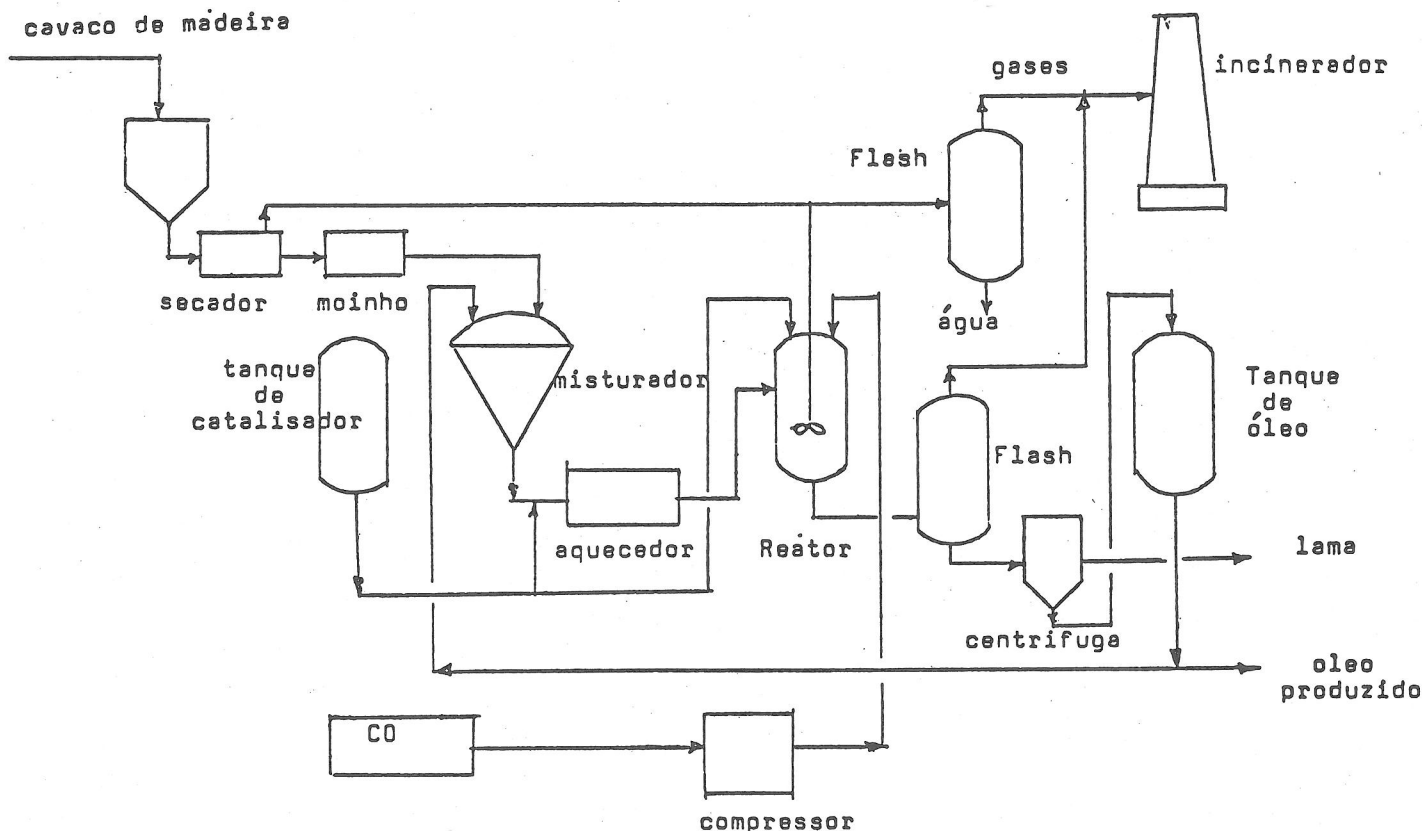 cavaco de madeira
gases
incinerador
Flash
secador
moinho
água
tanque
de
catalisador
misturador
Tanque
de
óleo
Flash
aquecedor
Reator
lama
centrifuga
oleo
produzido
CO
compressor